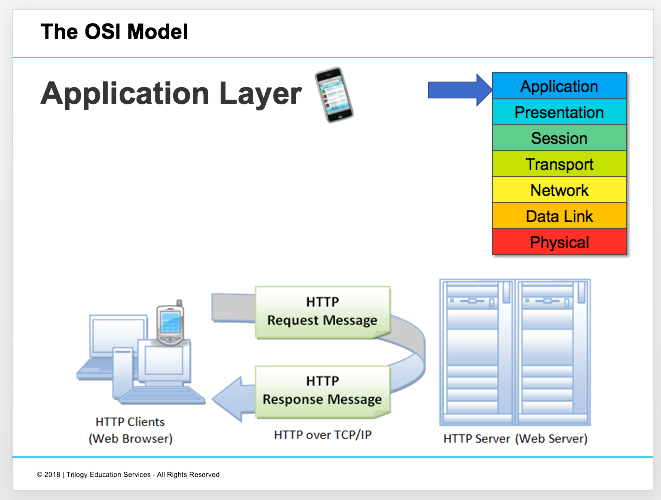 The OSI Model
Application Layer
Application
Presentation
Session
Transport
Network
Data Link
Physical
HTTP
Request Message
HTTP
Response Message
HTTP Clients
(Web Browser)
HTTP over TCP/IP
HTTP Server (Web Server)
© 2018 | Trilogy Education Services - All Rights Reserved